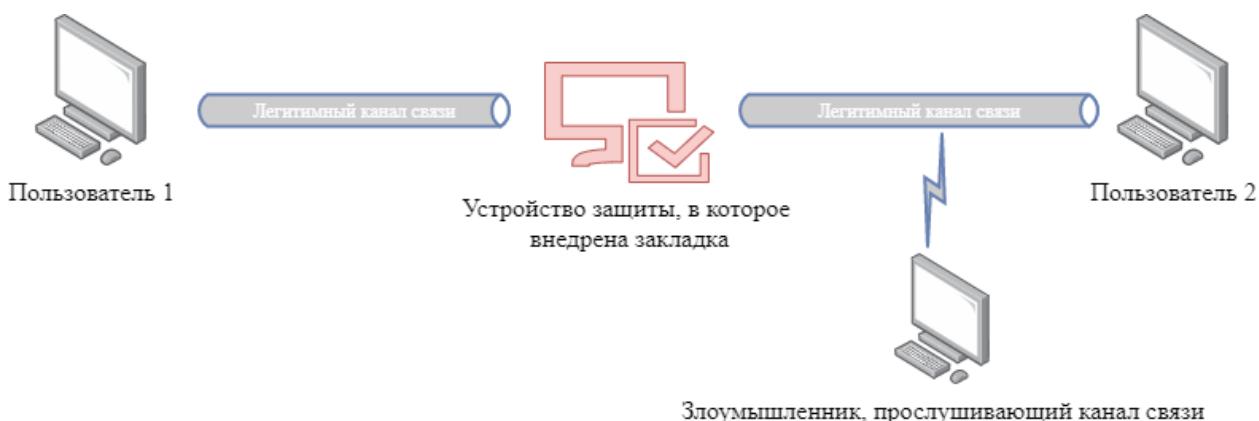 Легитимный канал связи
Легитимный канал связи
Пользователь 1
Пользователь 2
Устройство защиты, в которое
внедрена закладка
Злоумышленник, прослушивающий канал связи